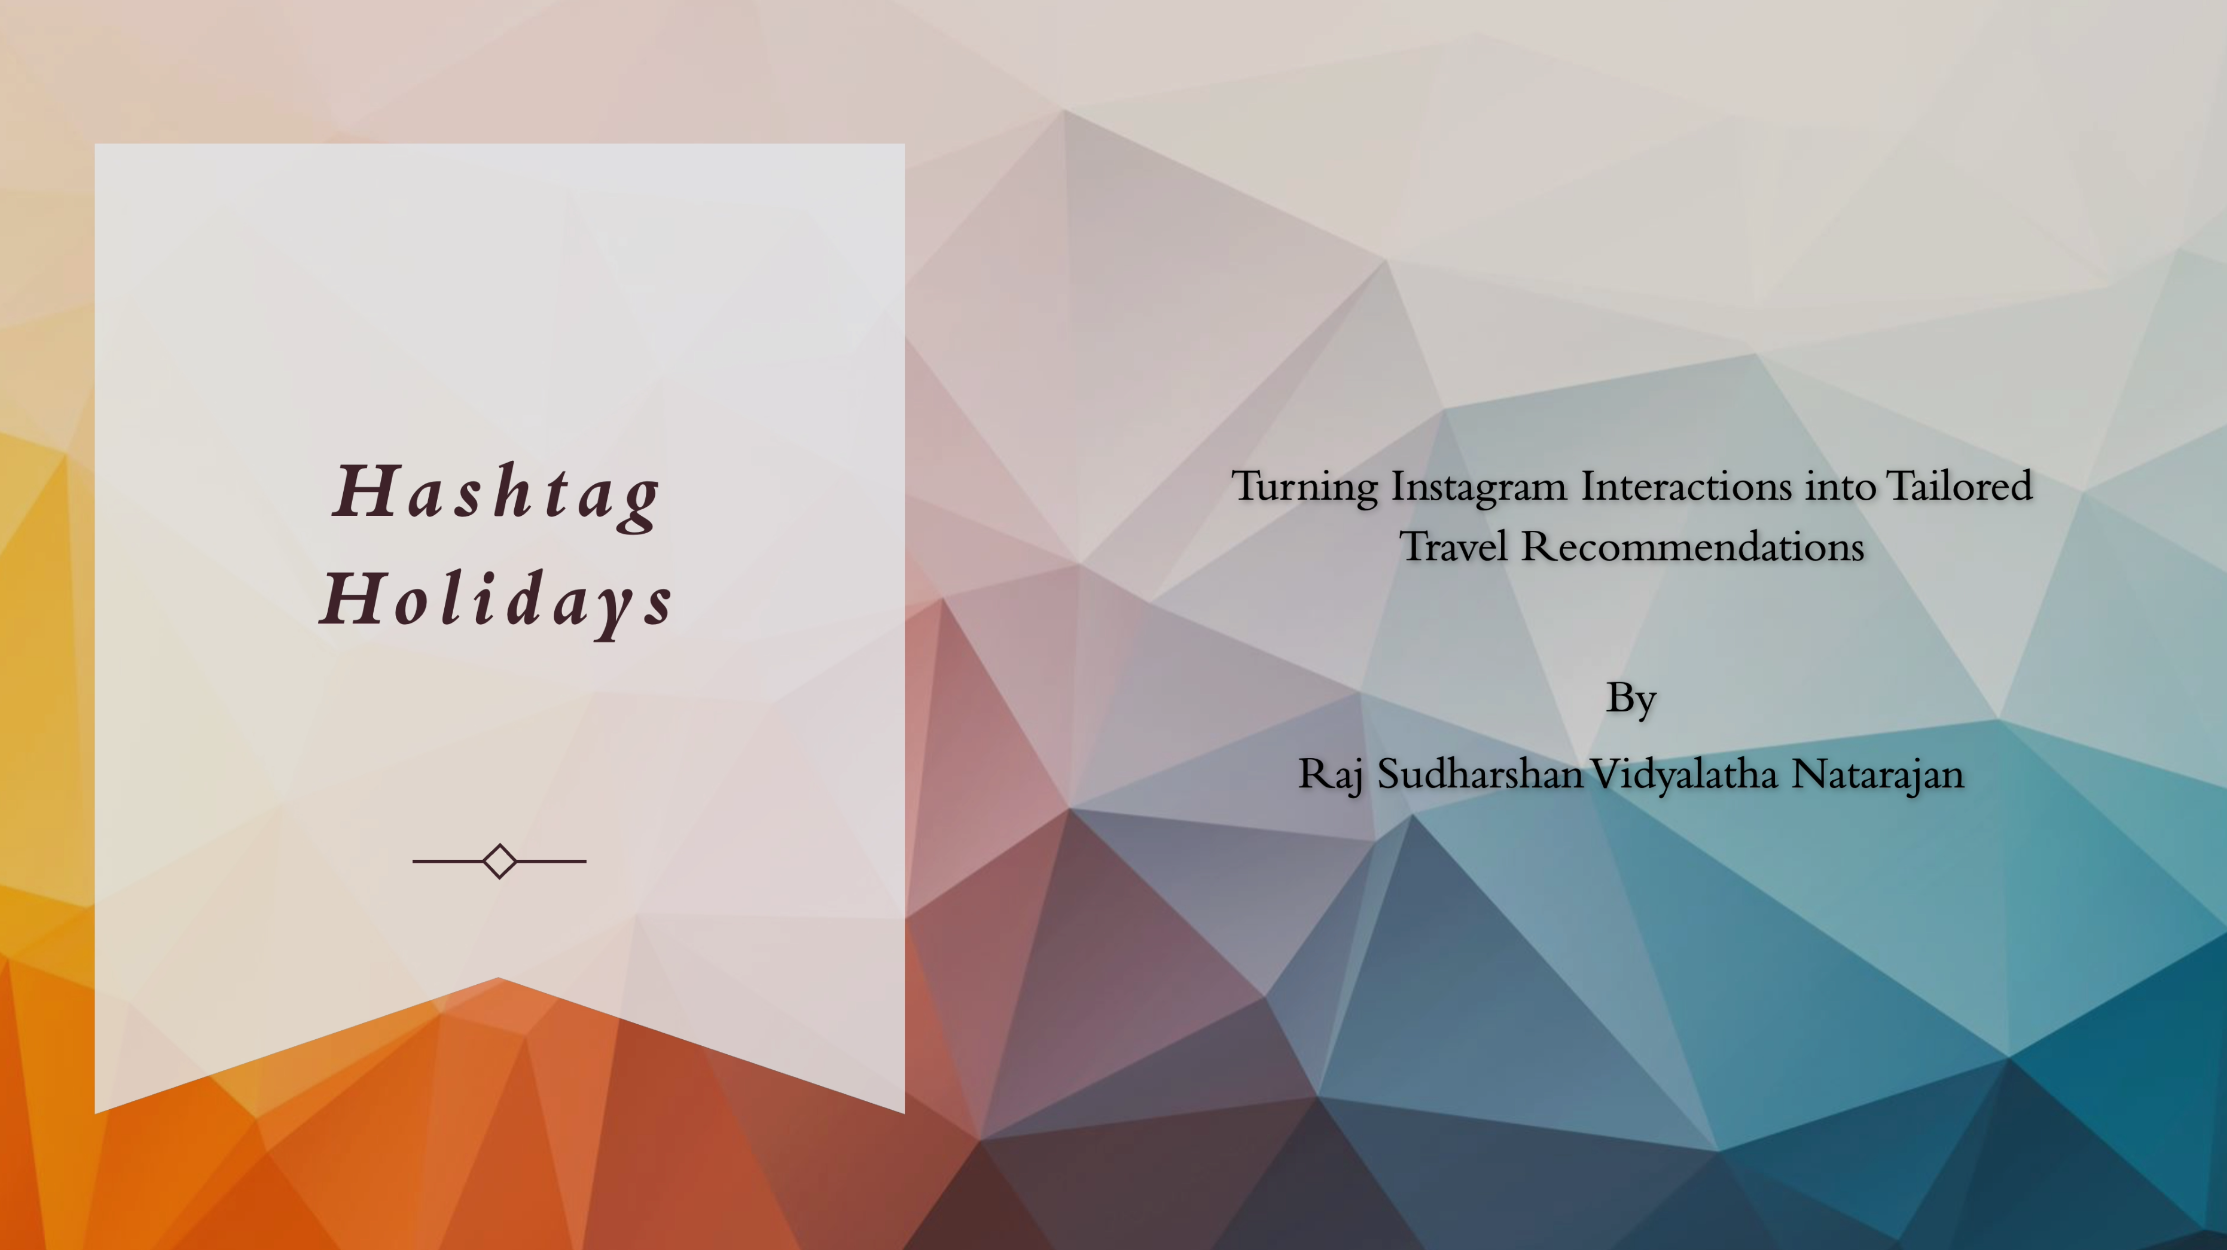 Hashtag
Holidays
Turning Instagram Interactions into Tailored
Travel Recommendations
By
Raj Sudharshan Vidyalatha Natarajan